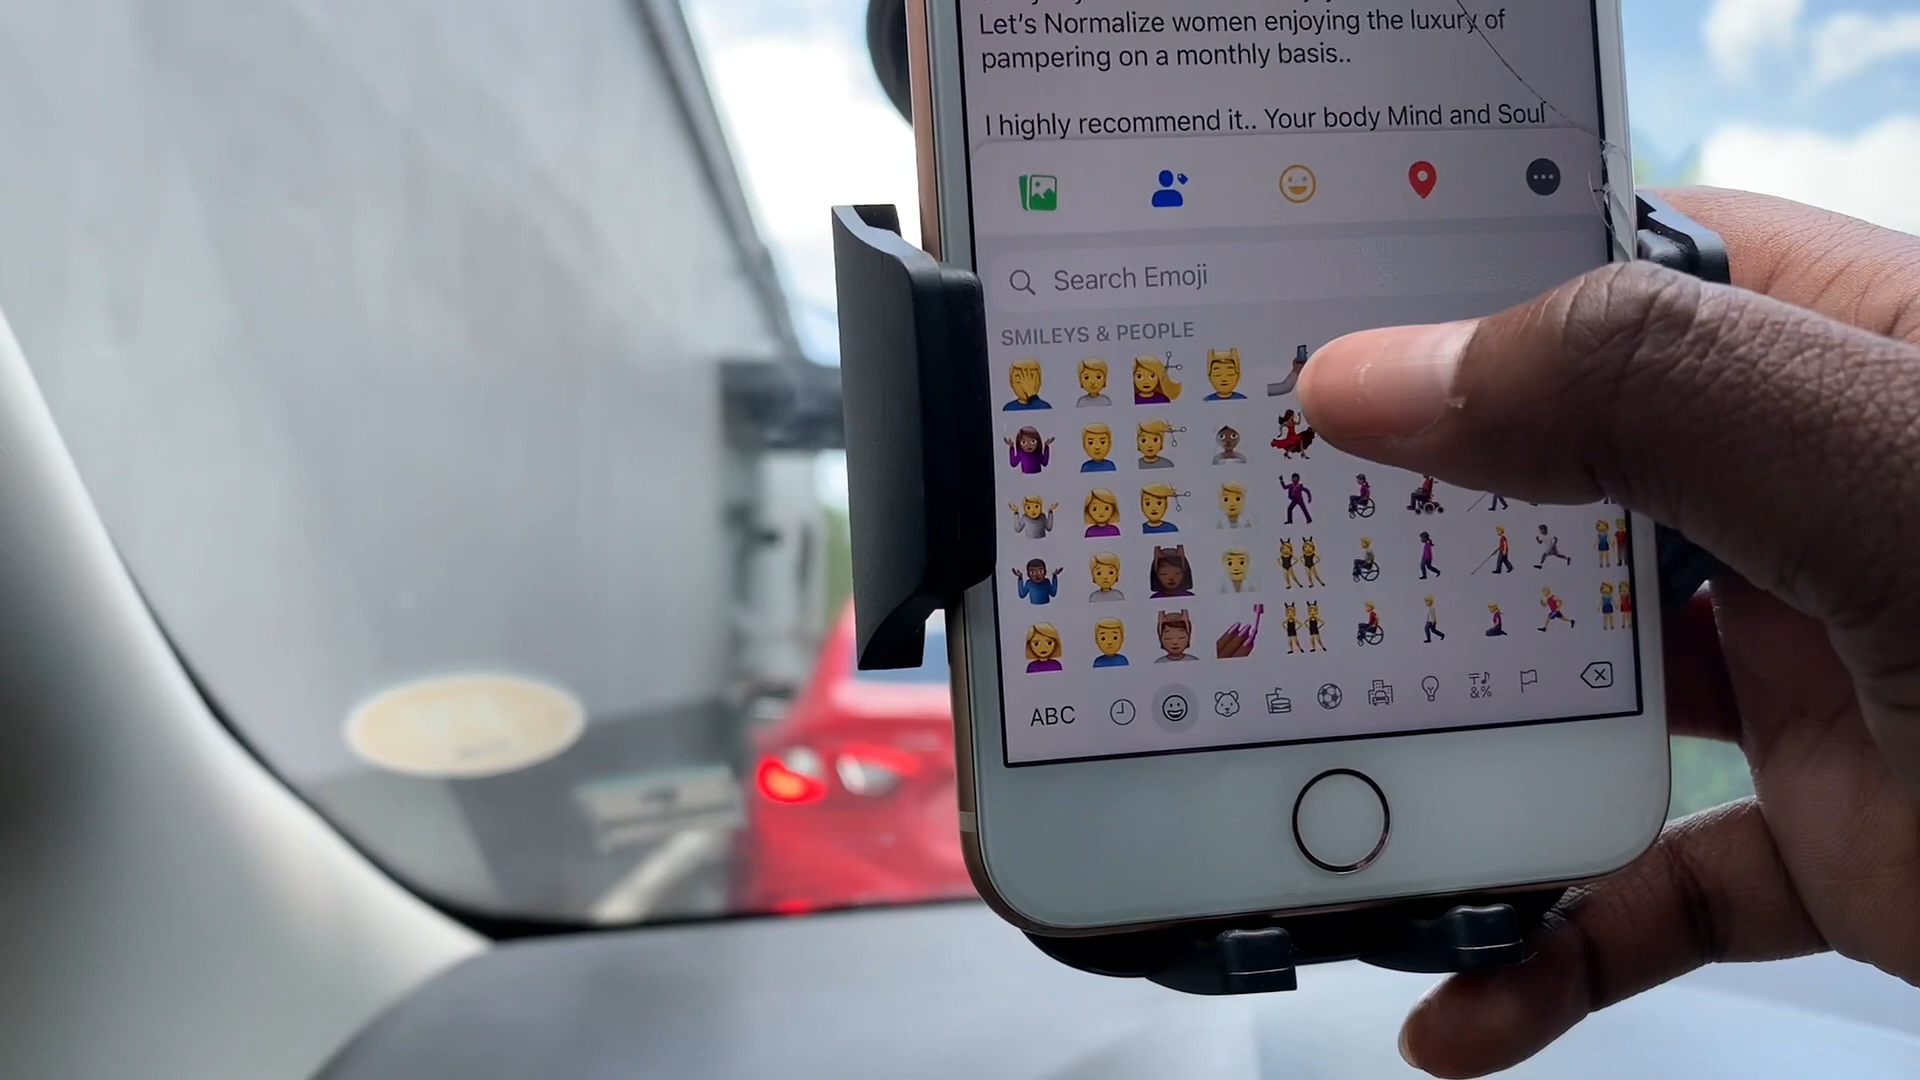 Let's Normalize women enjoying the luxury of
pampering on a monthly basis..
I highly recommend it.. Your body Mind and Soul
Search Emoji
SMILEYS & PEOPLE
ABC